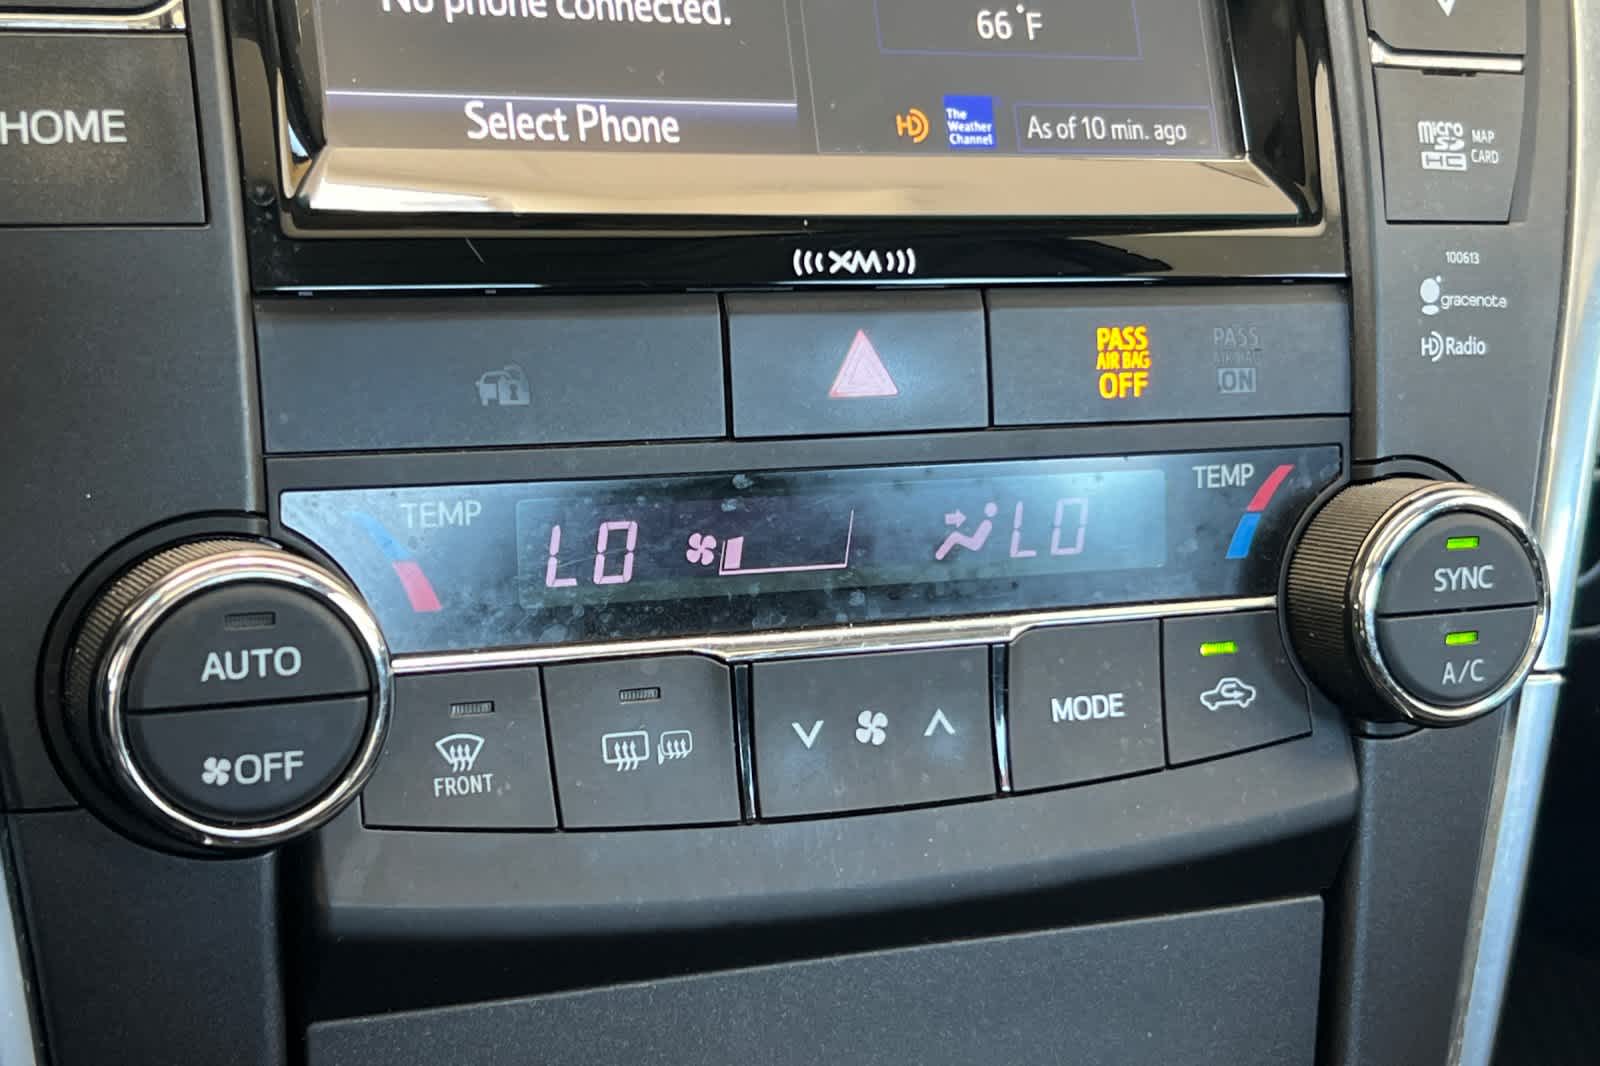 No phone connected.
66°F
HOME
Select Phone
HD
The
Weather
Channel
As of 10 min. ago
micro
SD
HC
MAP
CARD
XM
100613
gracenote
HD Radio
PASS
AIR BAG
OFF
PASS
AIR BAG
ON
TEMP
LO
LO
TEMP
SYNC
A/C
AUTO
OFF
FRONT
MODE